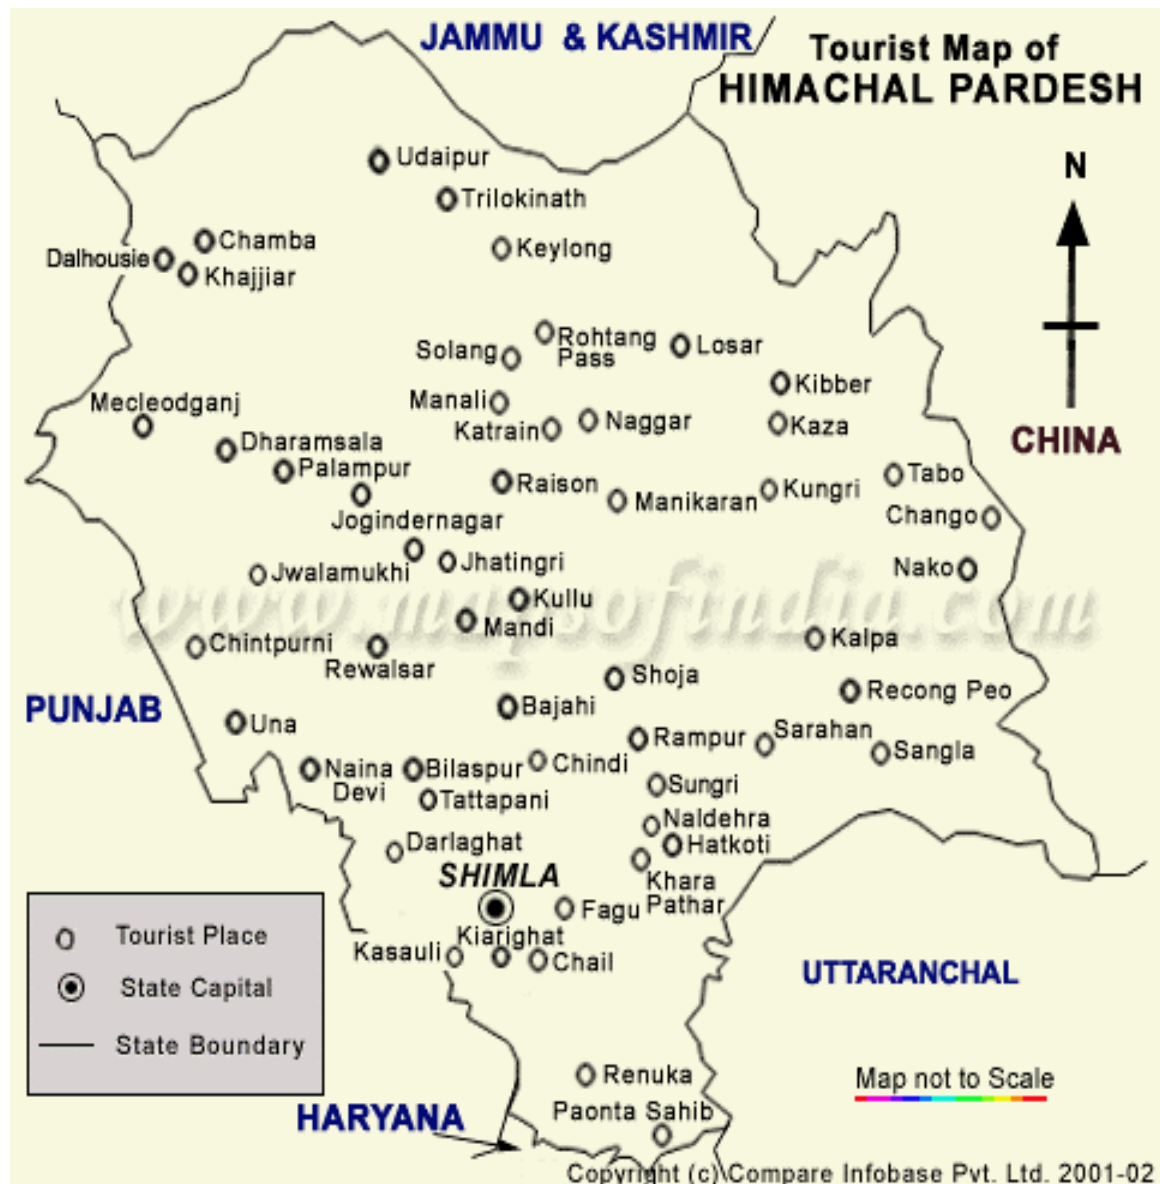 JAMMU & KASHMIR
Tourist Map of
HIMACHAL PARDESH
N
Udaipur
Trilokinath
Chamba
Keylong
Dalhousie
Khajjiar
Rohtang
Pass
Solang
Losar
Kibber
Manali
Mecleodganj
Naggar
Katrain
Kaza
CHINA
Dharamsala
Palampur
Tabo
Raison
Kungri
Manikaran
Chango
Jogindernagar
Jhatingri
Nako
Jwalamukhi
Kullu
www.mapsofindia.com
Mandi
Kalpa
Chintpurni
Rewalsar
Shoja
Recong Peo
PUNJAB
Bajahi
Una
Sarahan
Rampur
Sangla
Chindi
Naina
Devi
Bilaspur
Sungri
Tattapani
Naldehra
Darlaghat
Hatkoti
SHIMLA
Khara
Pathar
Fagu
Kiarighat
Kasauli
Chail
Tourist Place
State Capital
State Boundary
UTTARANCHAL
Renuka
Map not to Scale
Paonta Sahib
HARYANA
Copyright (c) Compare Infobase Pvt. Ltd. 2001-02